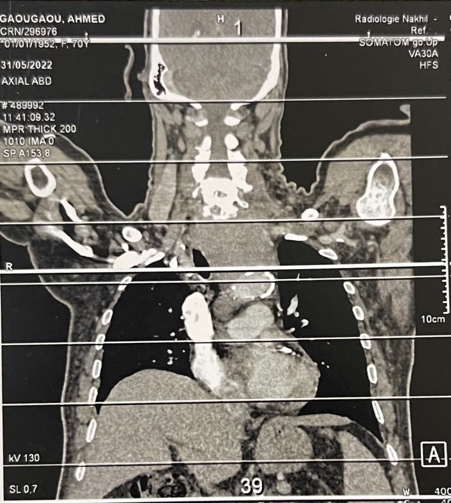 GAOUGAOU, AHMED
CRN/296976
*01/01/1952, F, 70Y
31/05/2022
AXIAL ABD
# 489992
11:41:09.32
MPR THICK 200
1010 IMA 0
SP A153,8
H
1
Radiologie Nakhil -
Ref.
SOMATOM go.Up
VA30A
HFS
R
10cm
kV 130
A
SL 0,7
39
W 400